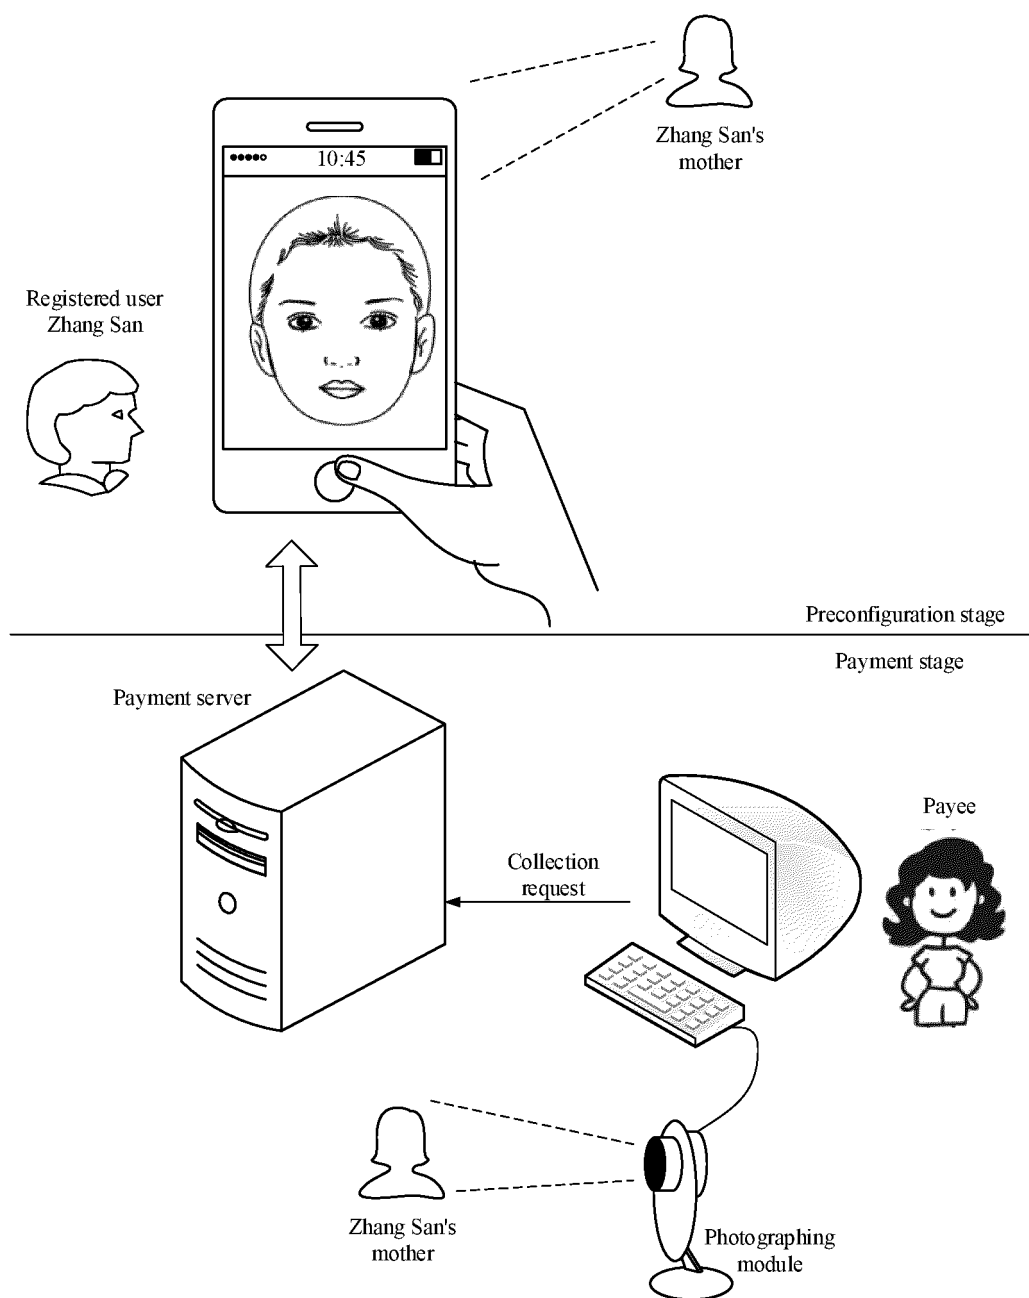 Zhang San's
mother
10:45
Registered user
Zhang San
Preconfiguration stage
Payment stage
Payment server
Payee
Collection
request
Zhang San's
mother
Photographing
module